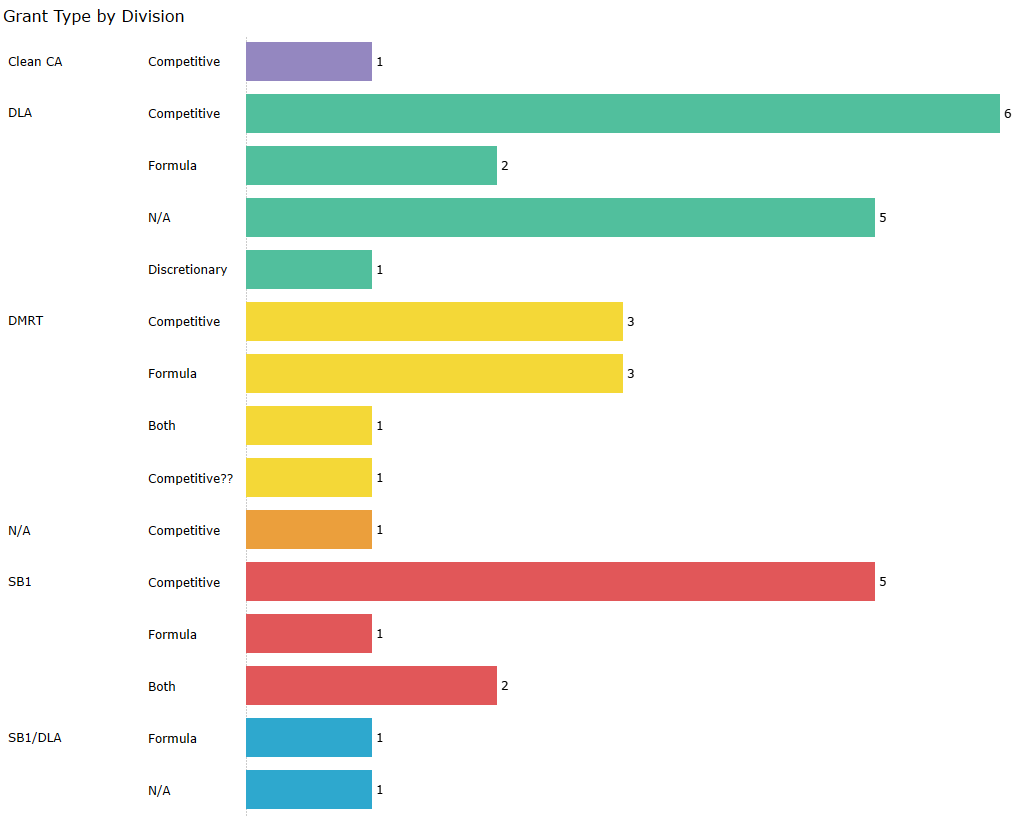 Grant Type by Division
Clean CA Competitive 1
DLA Competitive 6
Formula 2
N/A 5
Discretionary 1
DMRT Competitive 3
Formula 3
Both 1
Competitive?? 1
N/A Competitive 1
SB1 Competitive 5
Formula 1
Both 2
SB1/DLA Formula 1
N/A 1